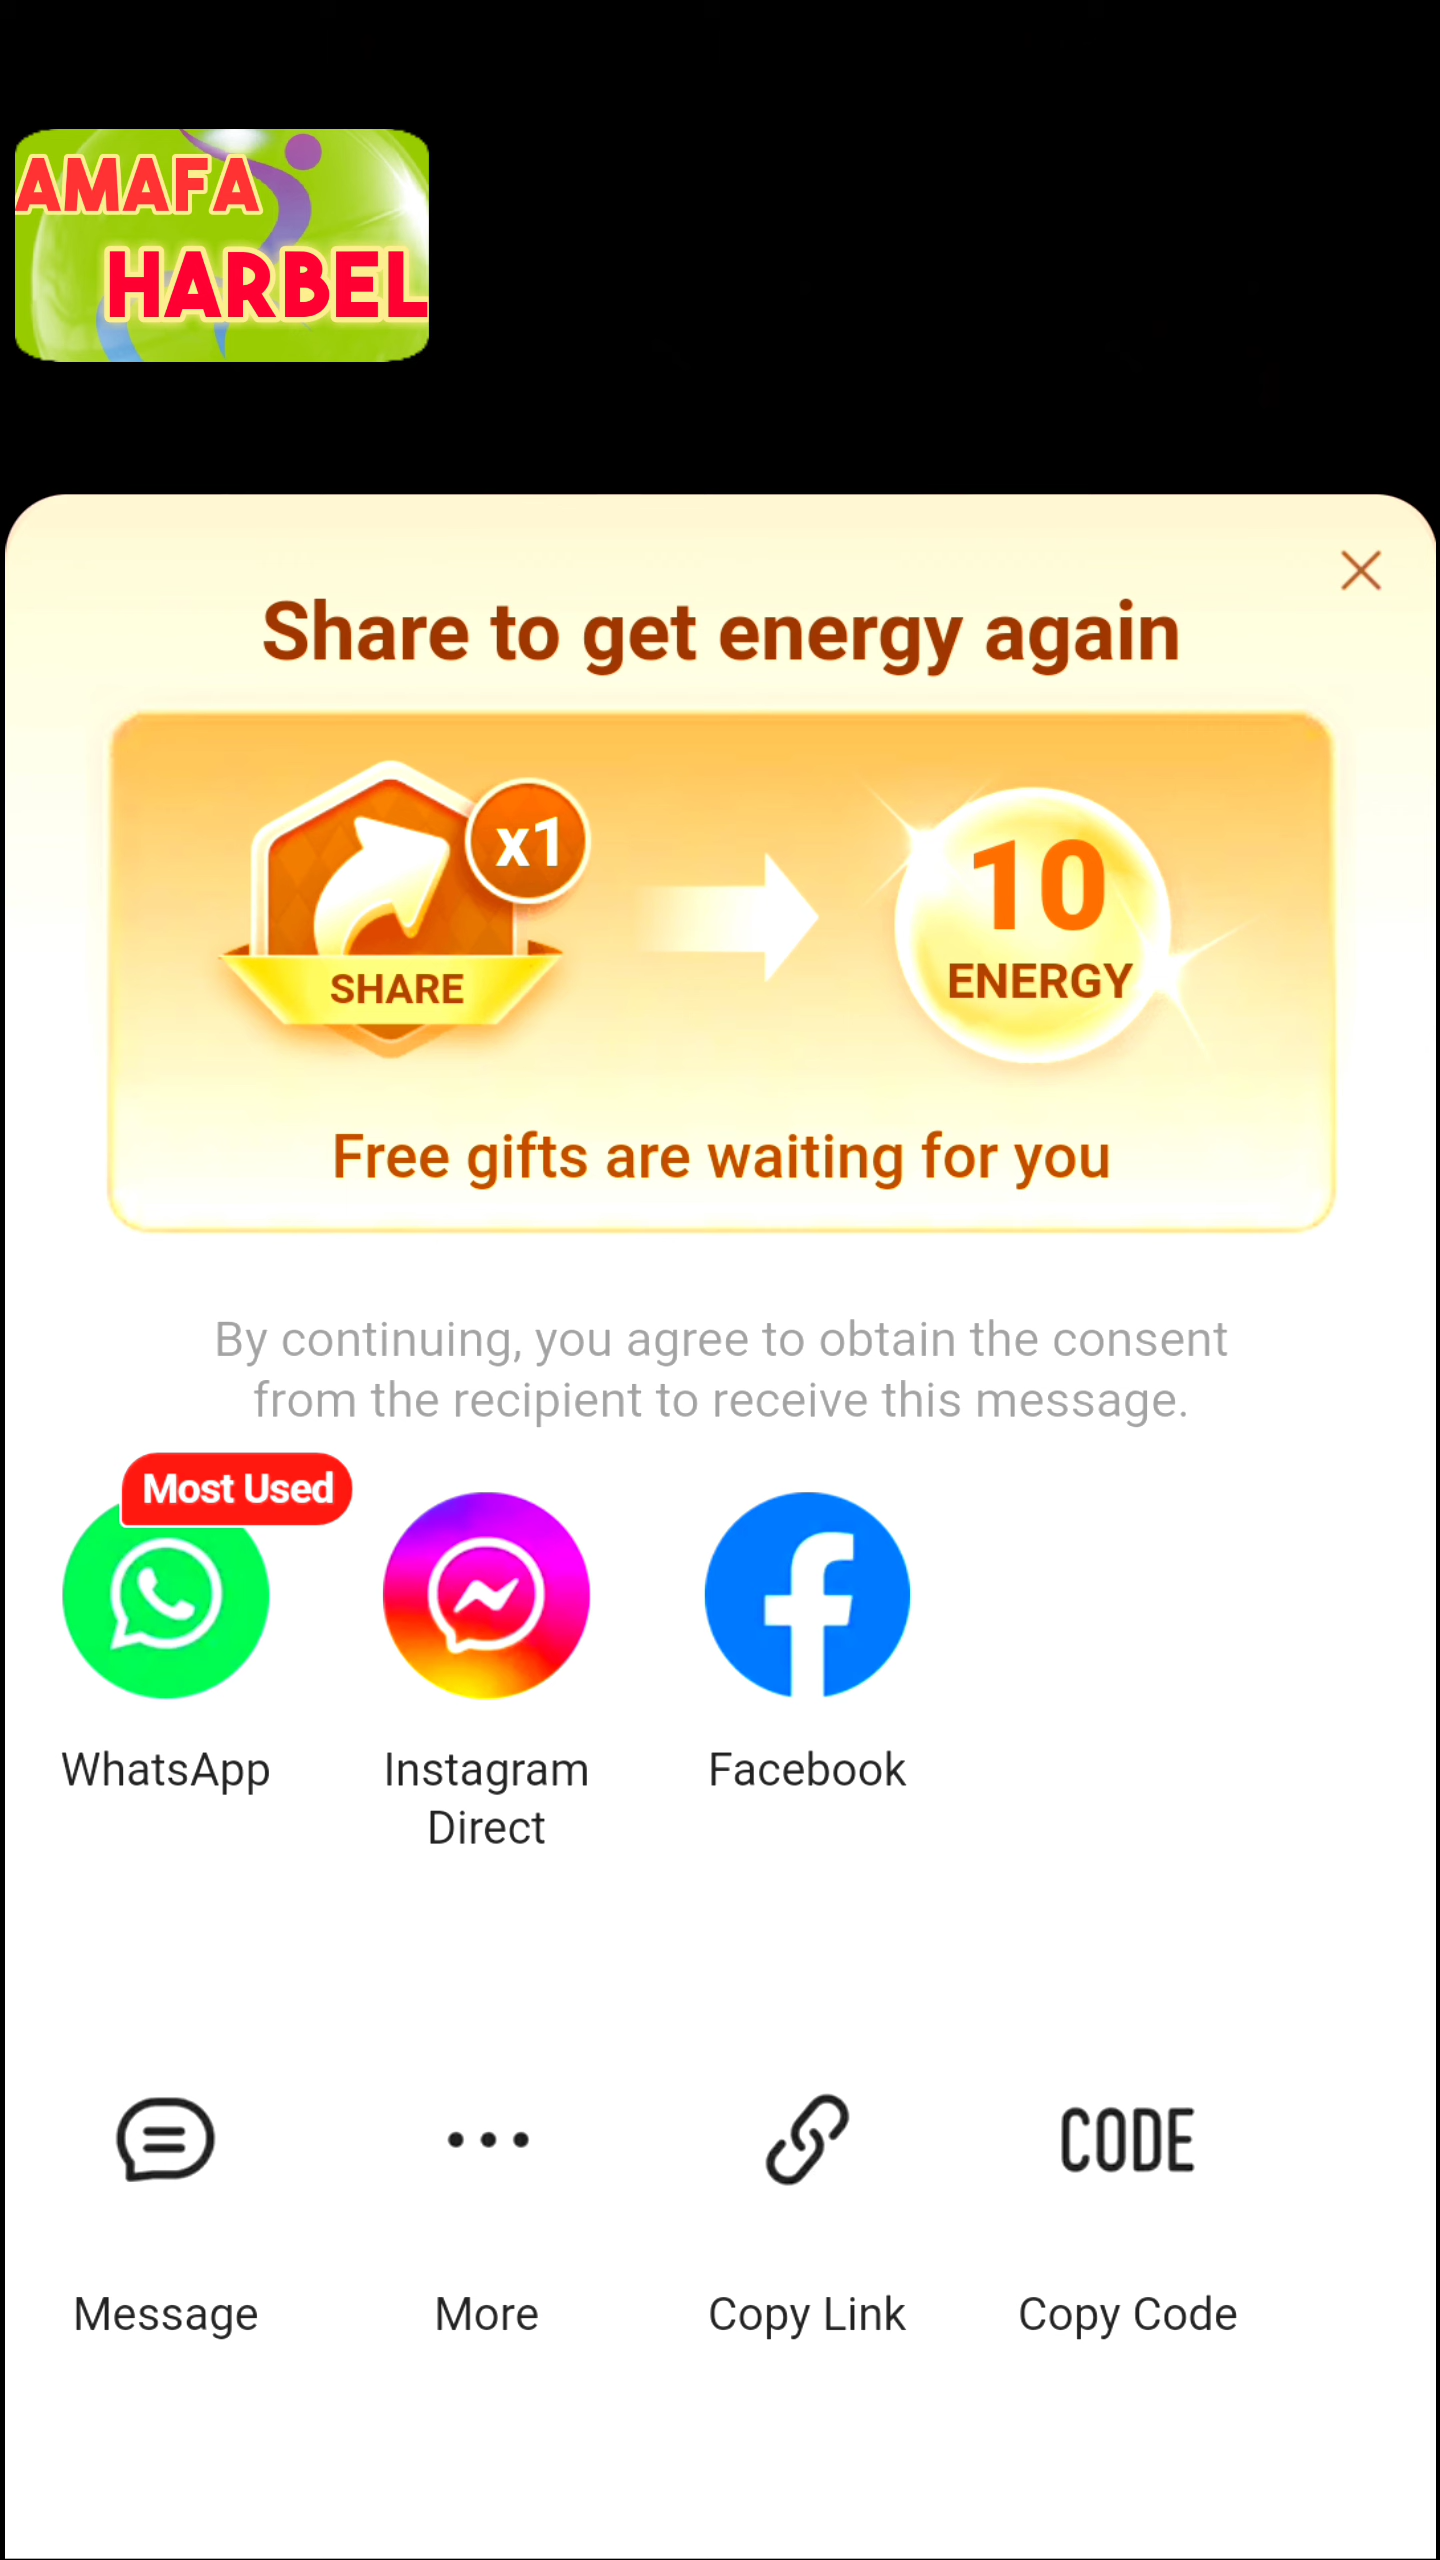 AMAFA
HARBEL
Share to get energy again
x1
SHARE
10
ENERGY
Free gifts are waiting for you
By continuing, you agree to obtain the consent
from the recipient to receive this message.
Most Used
WhatsApp
Instagram
Direct
Facebook
CODE
Message
More
Copy Link
Copy Code